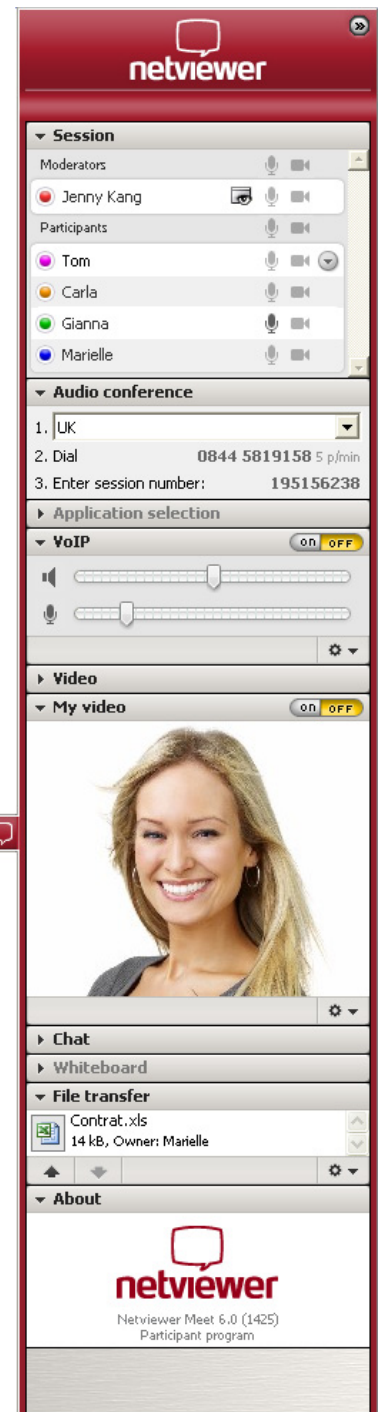 netviewer
Session
Moderators
Jenny Kang
Participants
Tom
Carla
Gianna
Marielle
Audio conference
1. UK
2. Dial 0844 5819158 5 p/min
3. Enter session number: 195156238
Application selection
VoIP on OFF
Video
My video on OFF
Chat
Whiteboard
File transfer
Contrat.xls
14 kB, Owner: Marielle
About
netviewer
Netviewer Meet 6.0 (1425)
Participant program